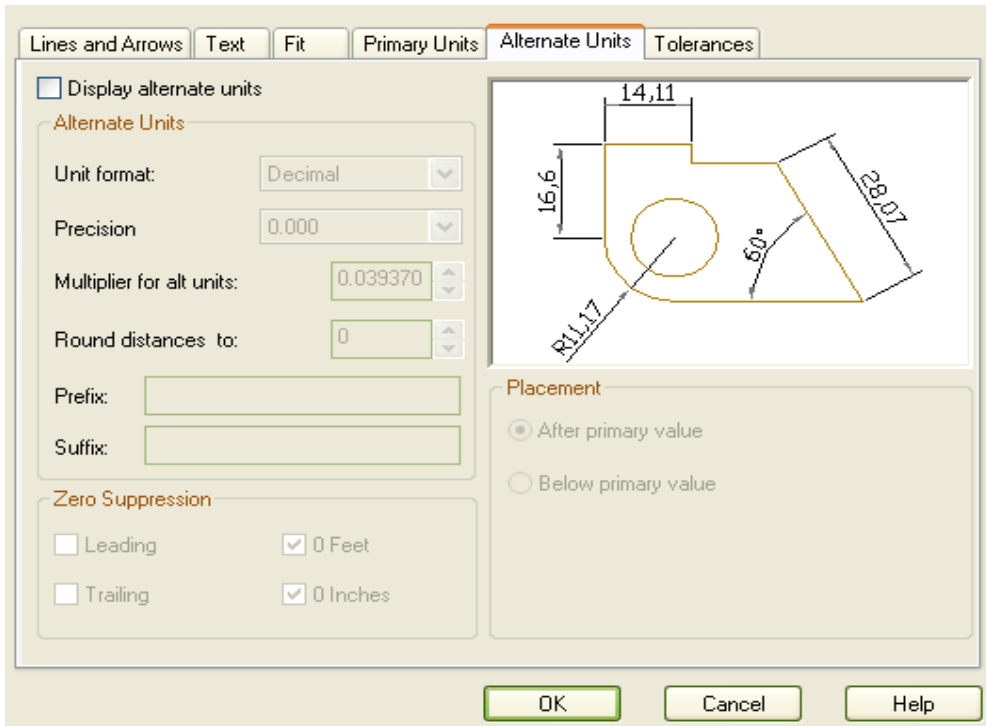 Lines and Arrows
Text
Fit
Primary Units
Alternate Units
Tolerances
Display alternate units
Alternate Units
Unit format:
Decimal
Precision
0.000
Multiplier for alt units:
0.039370
Round distances to:
0
Prefix:
Suffix:
Zero Suppression
Leading
0 Feet
Trailing
0 Inches
14,11
16,6
28,07
60°
R11,17
Placement
After primary value
Below primary value
OK
Cancel
Help